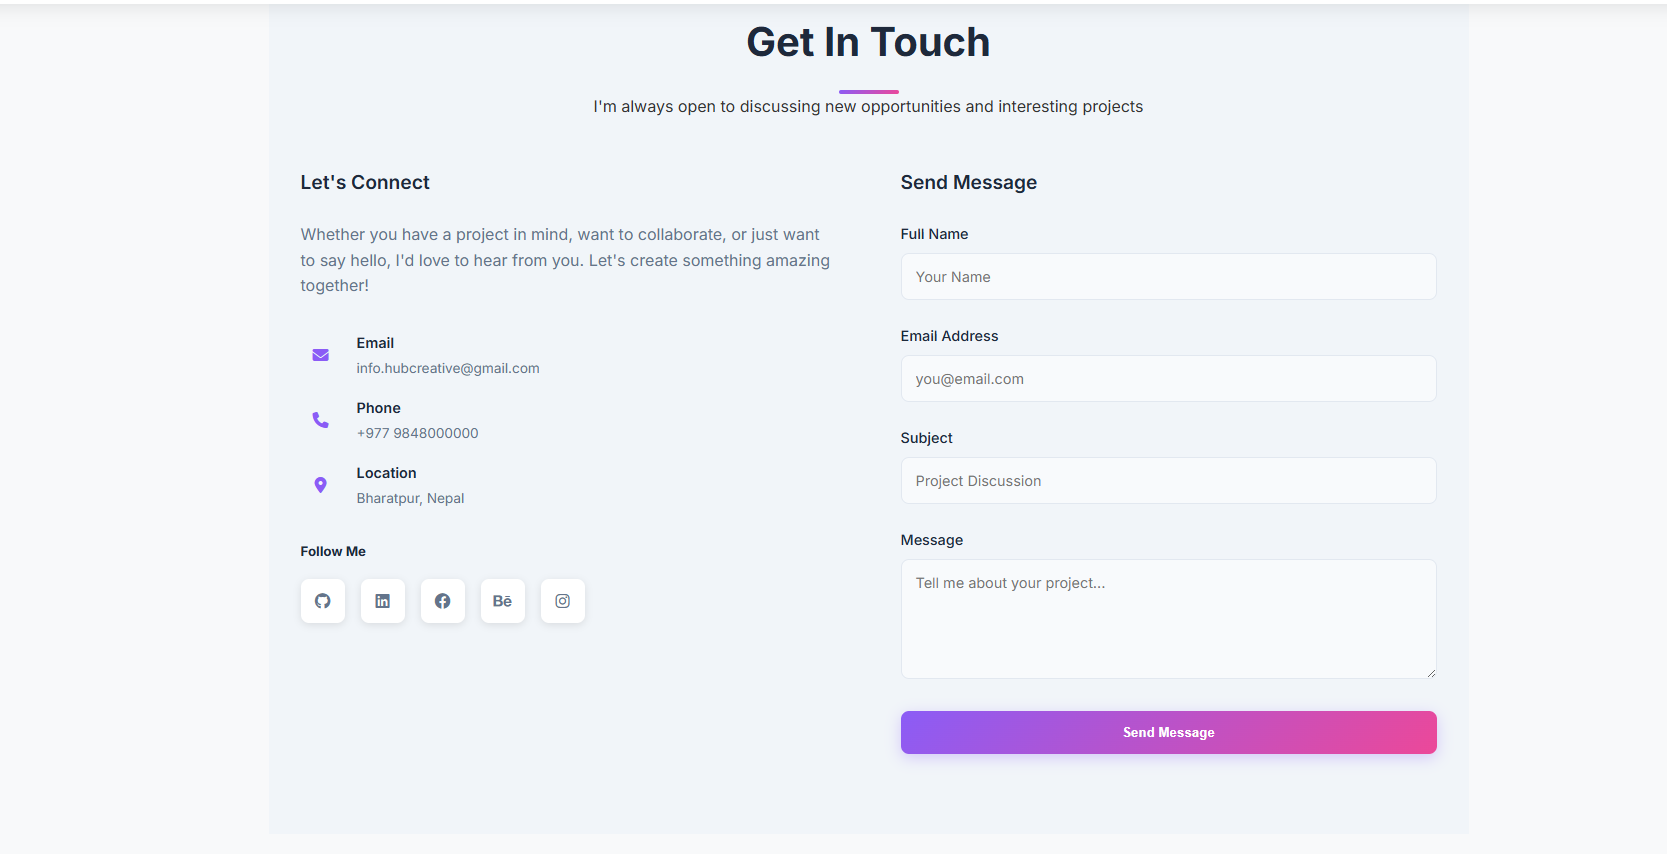 Get In Touch
I'm always open to discussing new opportunities and interesting projects
Let's Connect
Whether you have a project in mind, want to collaborate, or just want
to say hello, I'd love to hear from you. Let's create something amazing
together!
Email
info.hubcreative@gmail.com
Phone
+977 9848000000
Location
Bharatpur, Nepal
Follow Me
Bē
Send Message
Full Name
Your Name
Email Address
you@email.com
Subject
Project Discussion
Message
Tell me about your project...
Send Message